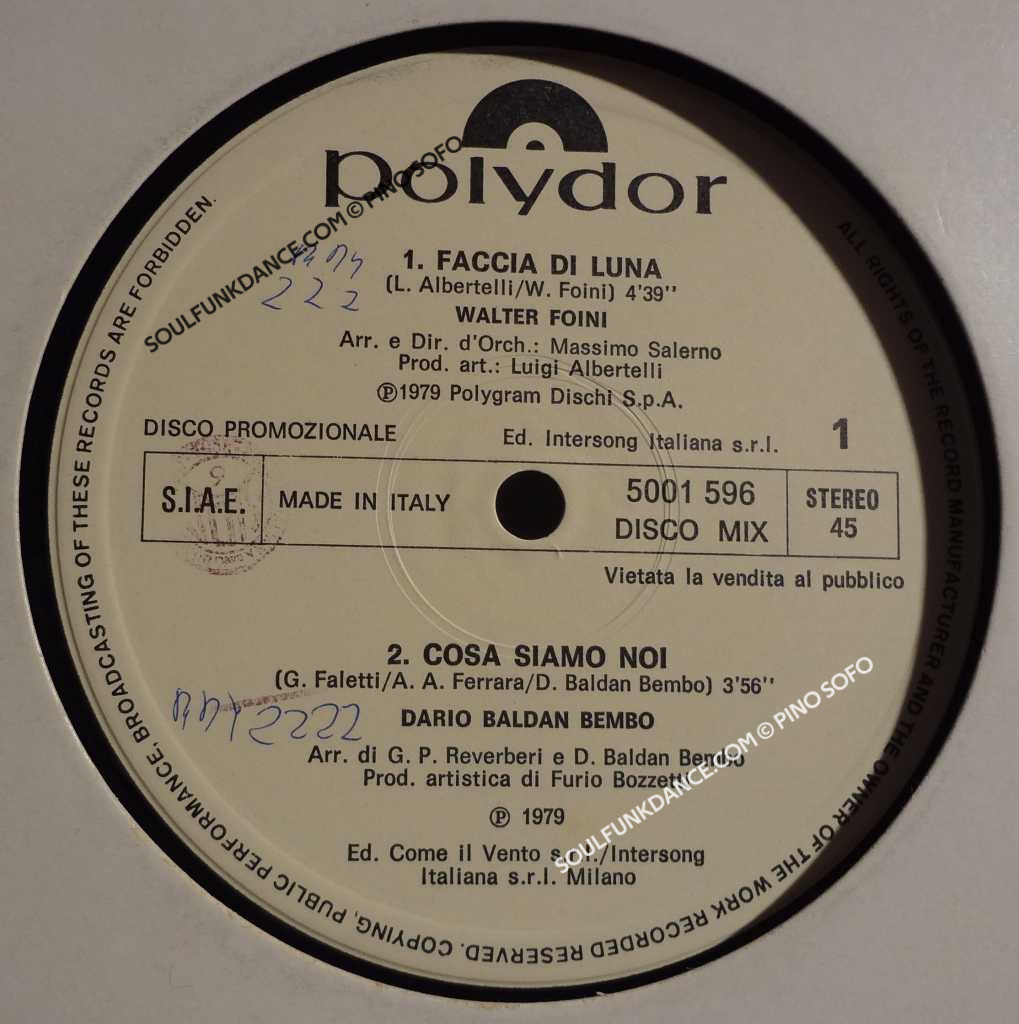 polydor
1. FACCIA DI LUNA
(L. Albertelli/W. Foini) 4'39''
222
WALTER FOINI
Arr. e Dir. d'Orch.: Massimo Salerno
Prod. art.: Luigi Albertelli
Ⓟ1979 Polygram Dischi S.p.A.
DISCO PROMOZIONALE
Ed. Intersong Italiana s.r.l.
1
S.I.A.E.
MADE IN ITALY
5001 596
DISCO MIX
STEREO
45
Vietata la vendita al pubblico
2. COSA SIAMO NOI
(G. Faletti/A. A. Ferrara/D. Baldan Bembo) 3'56''
2222
DARIO BALDAN BEMBO
Arr. di G. P. Reverberi e D. Baldan Bembo
Prod. artistica di Furio Bozzetti
Ⓟ 1979
Ed. Come il Vento s.r.l./Intersong
Italiana s.r.l. Milano
ALL RIGHTS OF THE RECORD MANUFACTURER AND THE OWNER OF THE WORK RECORDED RESERVED. COPYING, PUBLIC PERFORMANCE, BROADCASTING OF THESE RECORDS ARE FORBIDDEN.
SOULFUNKDANCE.COM © PINO SOFO
SOULFUNKDANCE.COM © PINO SOFO